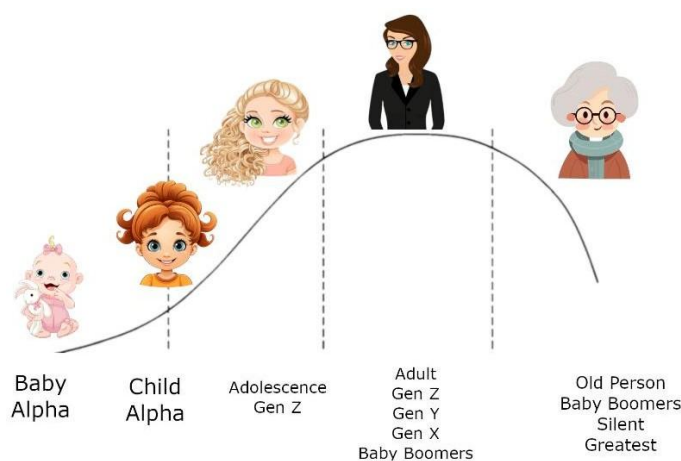 Baby
Alpha
Child
Alpha
Adolescence
Gen Z
Adult
Gen Z
Gen Y
Gen X
Baby Boomers
Old Person
Baby Boomers
Silent
Greatest